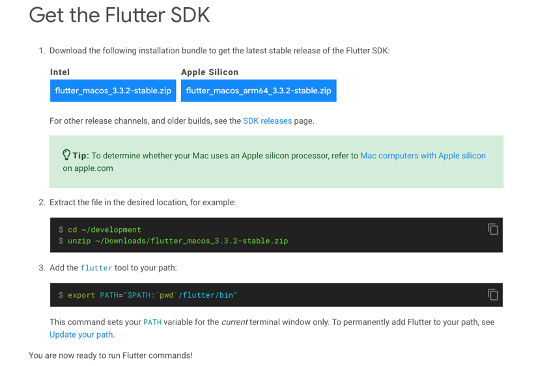 Get the Flutter SDK
1. Download the following installation bundle to get the latest stable release of the Flutter SDK:
Intel Apple Silicon
flutter_macos_3.3.2-stable.zip flutter_macos_arm64_3.3.2-stable.zip
For other release channels, and older builds, see the SDK releases page.
Tip: To determine whether your Mac uses an Apple silicon processor, refer to Mac computers with Apple silicon
on apple.com
2. Extract the file in the desired location, for example:
$ cd ~/development
$ unzip ~/Downloads/flutter_macos_3.3.2-stable.zip
3. Add the flutter tool to your path:
$ export PATH="$PATH:`pwd`/flutter/bin"
This command sets your PATH variable for the current terminal window only. To permanently add Flutter to your path, see
Update your path.
You are now ready to run Flutter commands!